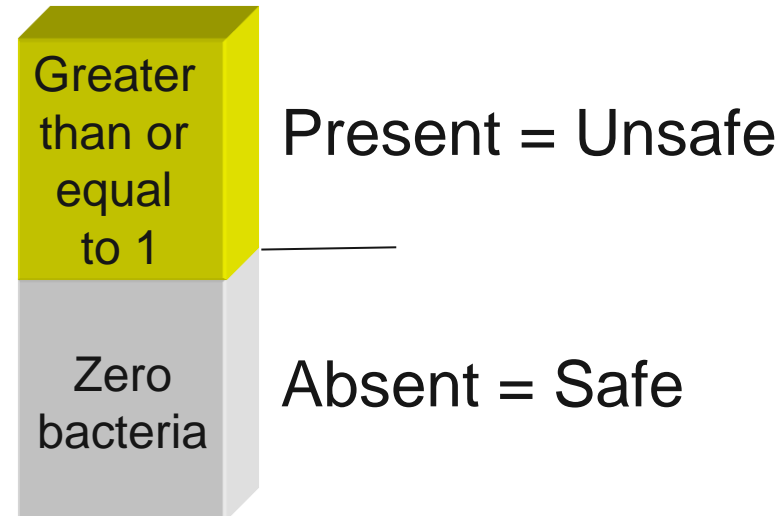 Greater
than or
equal
to 1
Present = Unsafe
Zero
bacteria
Absent = Safe